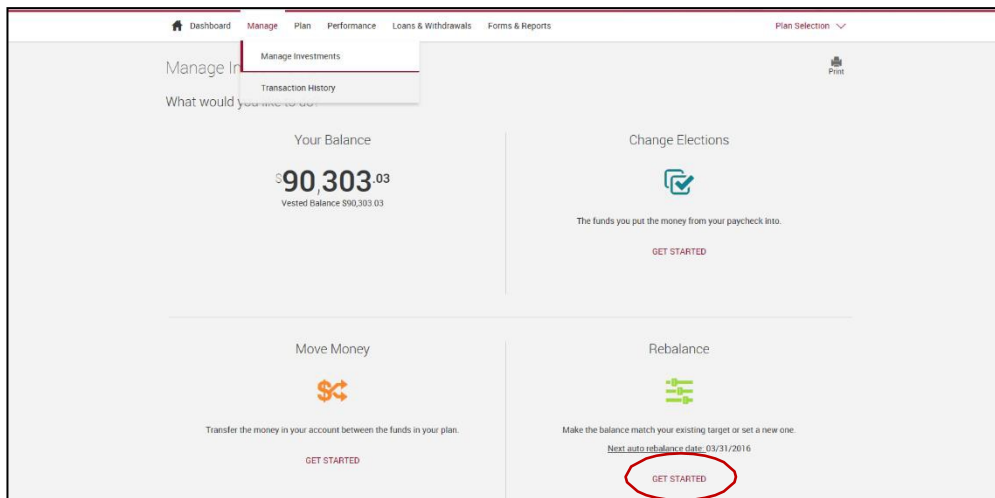 Dashboard Manage Plan Performance Loans & Withdrawals Forms & Reports Plan Selection
Manage Investments
Print
Manage In
Transaction History
What would
Your Balance
$90,303.03
Vested Balance $90,303.03
Change Elections
The funds you put the money from your paycheck into.
GET STARTED
Move Money
Transfer the money in your account between the funds in your plan.
GET STARTED
Rebalance
Make the balance match your existing target or set a new one.
Next auto rebalance date: 03/31/2016
GET STARTED